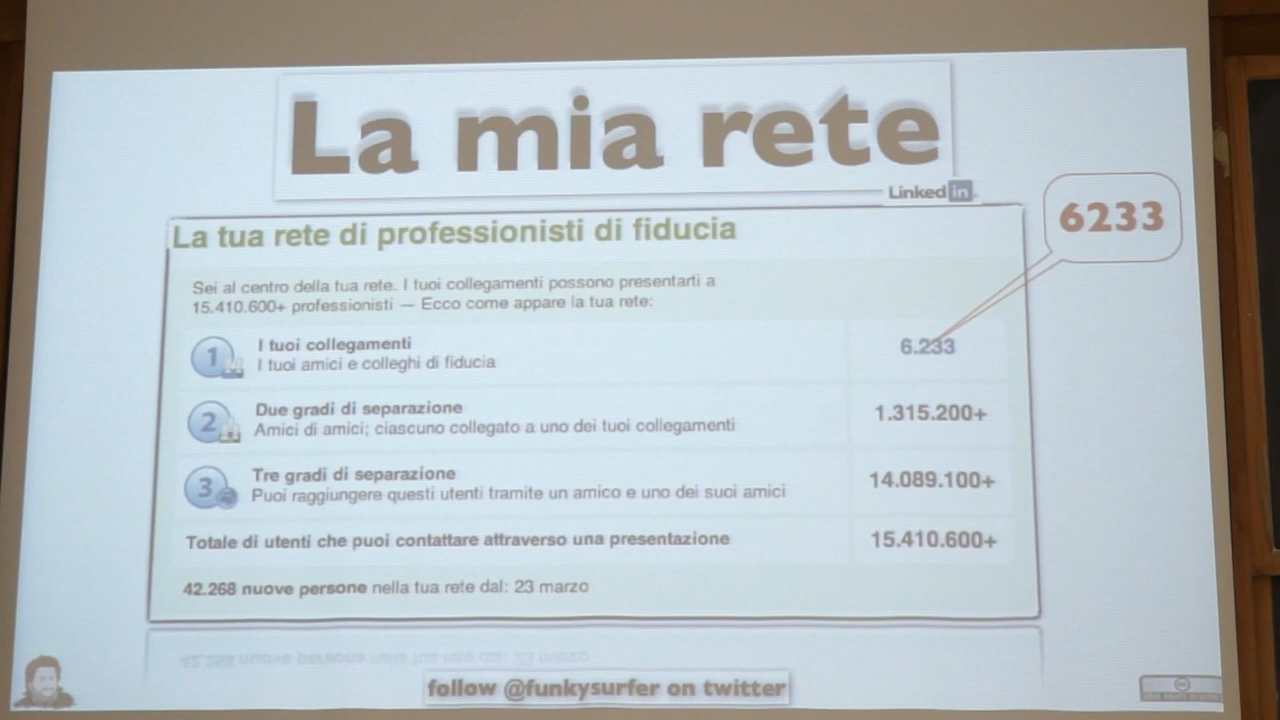 La mia rete
Linked in
6233
La tua rete di professionisti di fiducia
Sei al centro della tua rete. I tuoi collegamenti possono presentarti a
15.410.600+ professionisti — Ecco come appare la tua rete:
1 I tuoi collegamenti 6.233
I tuoi amici e colleghi di fiducia
2 Due gradi di separazione 1.315.200+
Amici di amici; ciascuno collegato a uno dei tuoi collegamenti
3 Tre gradi di separazione 14.089.100+
Puoi raggiungere questi utenti tramite un amico e uno dei suoi amici
Totale di utenti che puoi contattare attraverso una presentazione 15.410.600+
42.268 nuove persone nella tua rete dal: 23 marzo
follow @funkysurfer on twitter